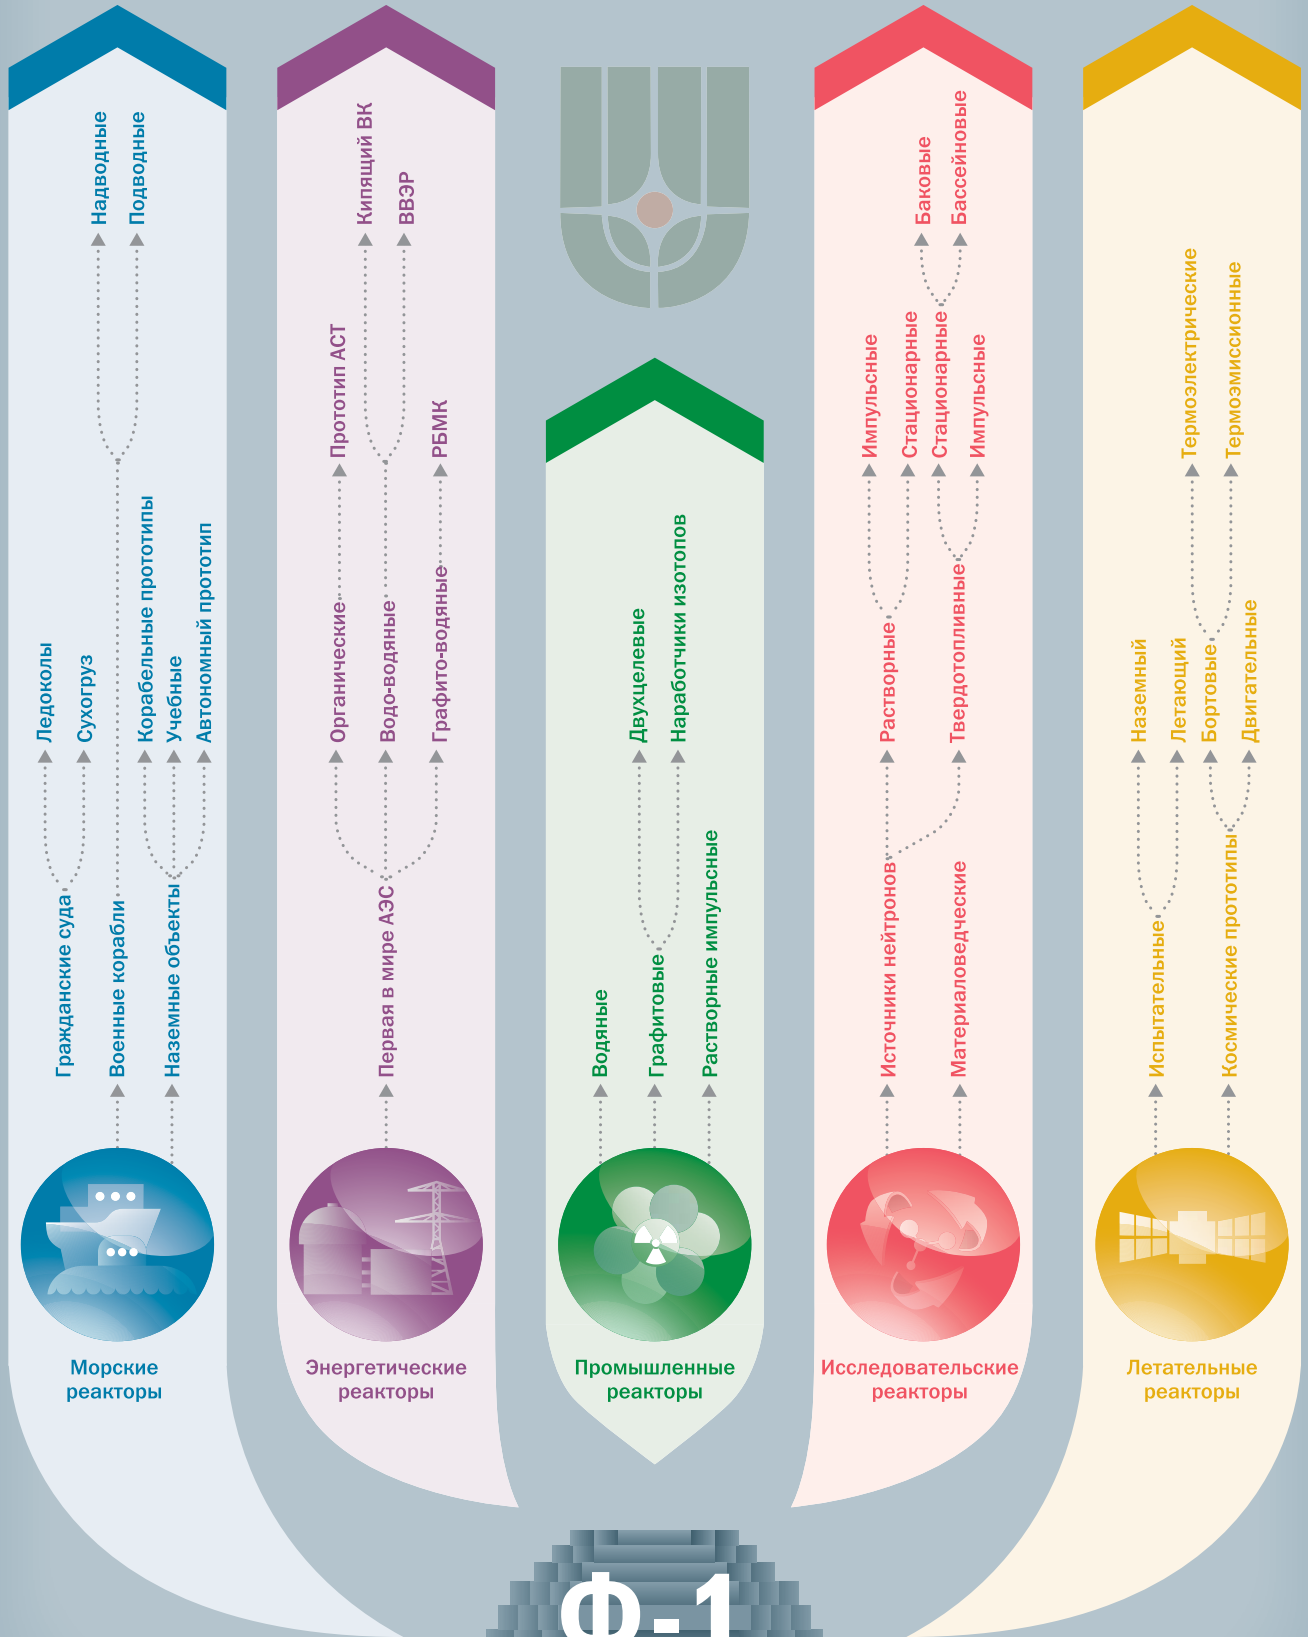 Надводные
Подводные
Ледоколы
Сухогруз
Корабельные прототипы
Учебные
Автономный прототип
Гражданские суда
Военные корабли
Наземные объекты
Морские
реакторы
Кипящий ВК
ВВЭР
Прототип АСТ
РБМК
Органические
Водо-водяные
Графито-водяные
Первая в мире АЭС
Энергетические
реакторы
Двухцелевые
Наработчики изотопов
Водяные
Графитовые
Растворные импульсные
Промышленные
реакторы
Баковые
Бассейновые
Импульсные
Стационарные
Стационарные
Импульсные
Растворные
Твердотопливные
Источники нейтронов
Материаловедческие
Исследовательские
реакторы
Термоэлектрические
Термоэмиссионные
Наземный
Летающий
Бортовые
Двигательные
Испытательные
Космические прототипы
Летательные
реакторы
Ф-1